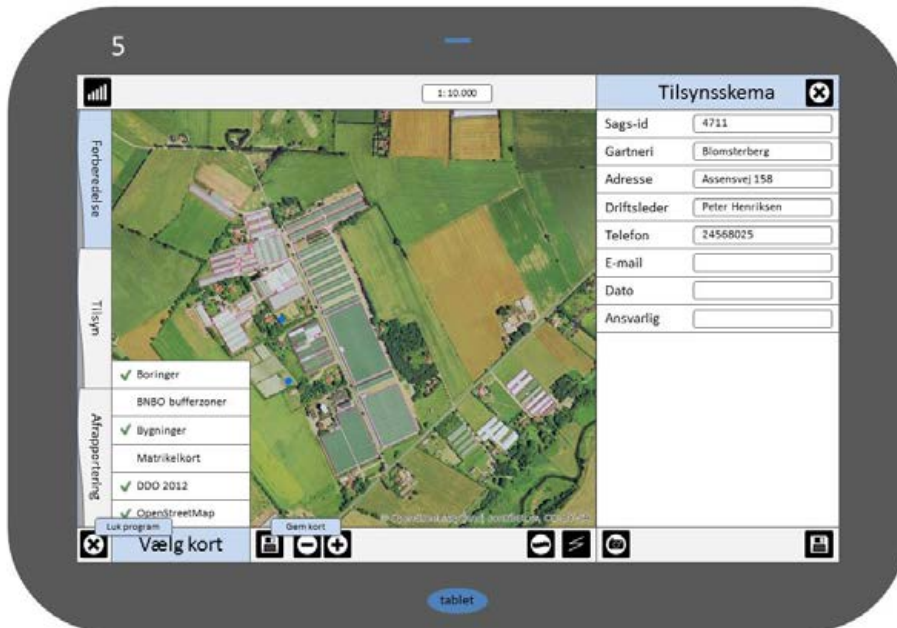 5
1:10.000
Tilsynsskema
Forberedelse
Tilsyn
Afrapportering
Sags-id 4711
Gartneri Blomsterberg
Adresse Assensvej 158
Driftsleder Peter Henriksen
Telefon 24568025
E-mail
Dato
Ansvarlig
Boringer
BNBO bufferzoner
Bygninger
Matrikelkort
DDO 2012
OpenStreetMap
© OpenStreetMap
Luk program
Gem kort
Vælg kort
tablet